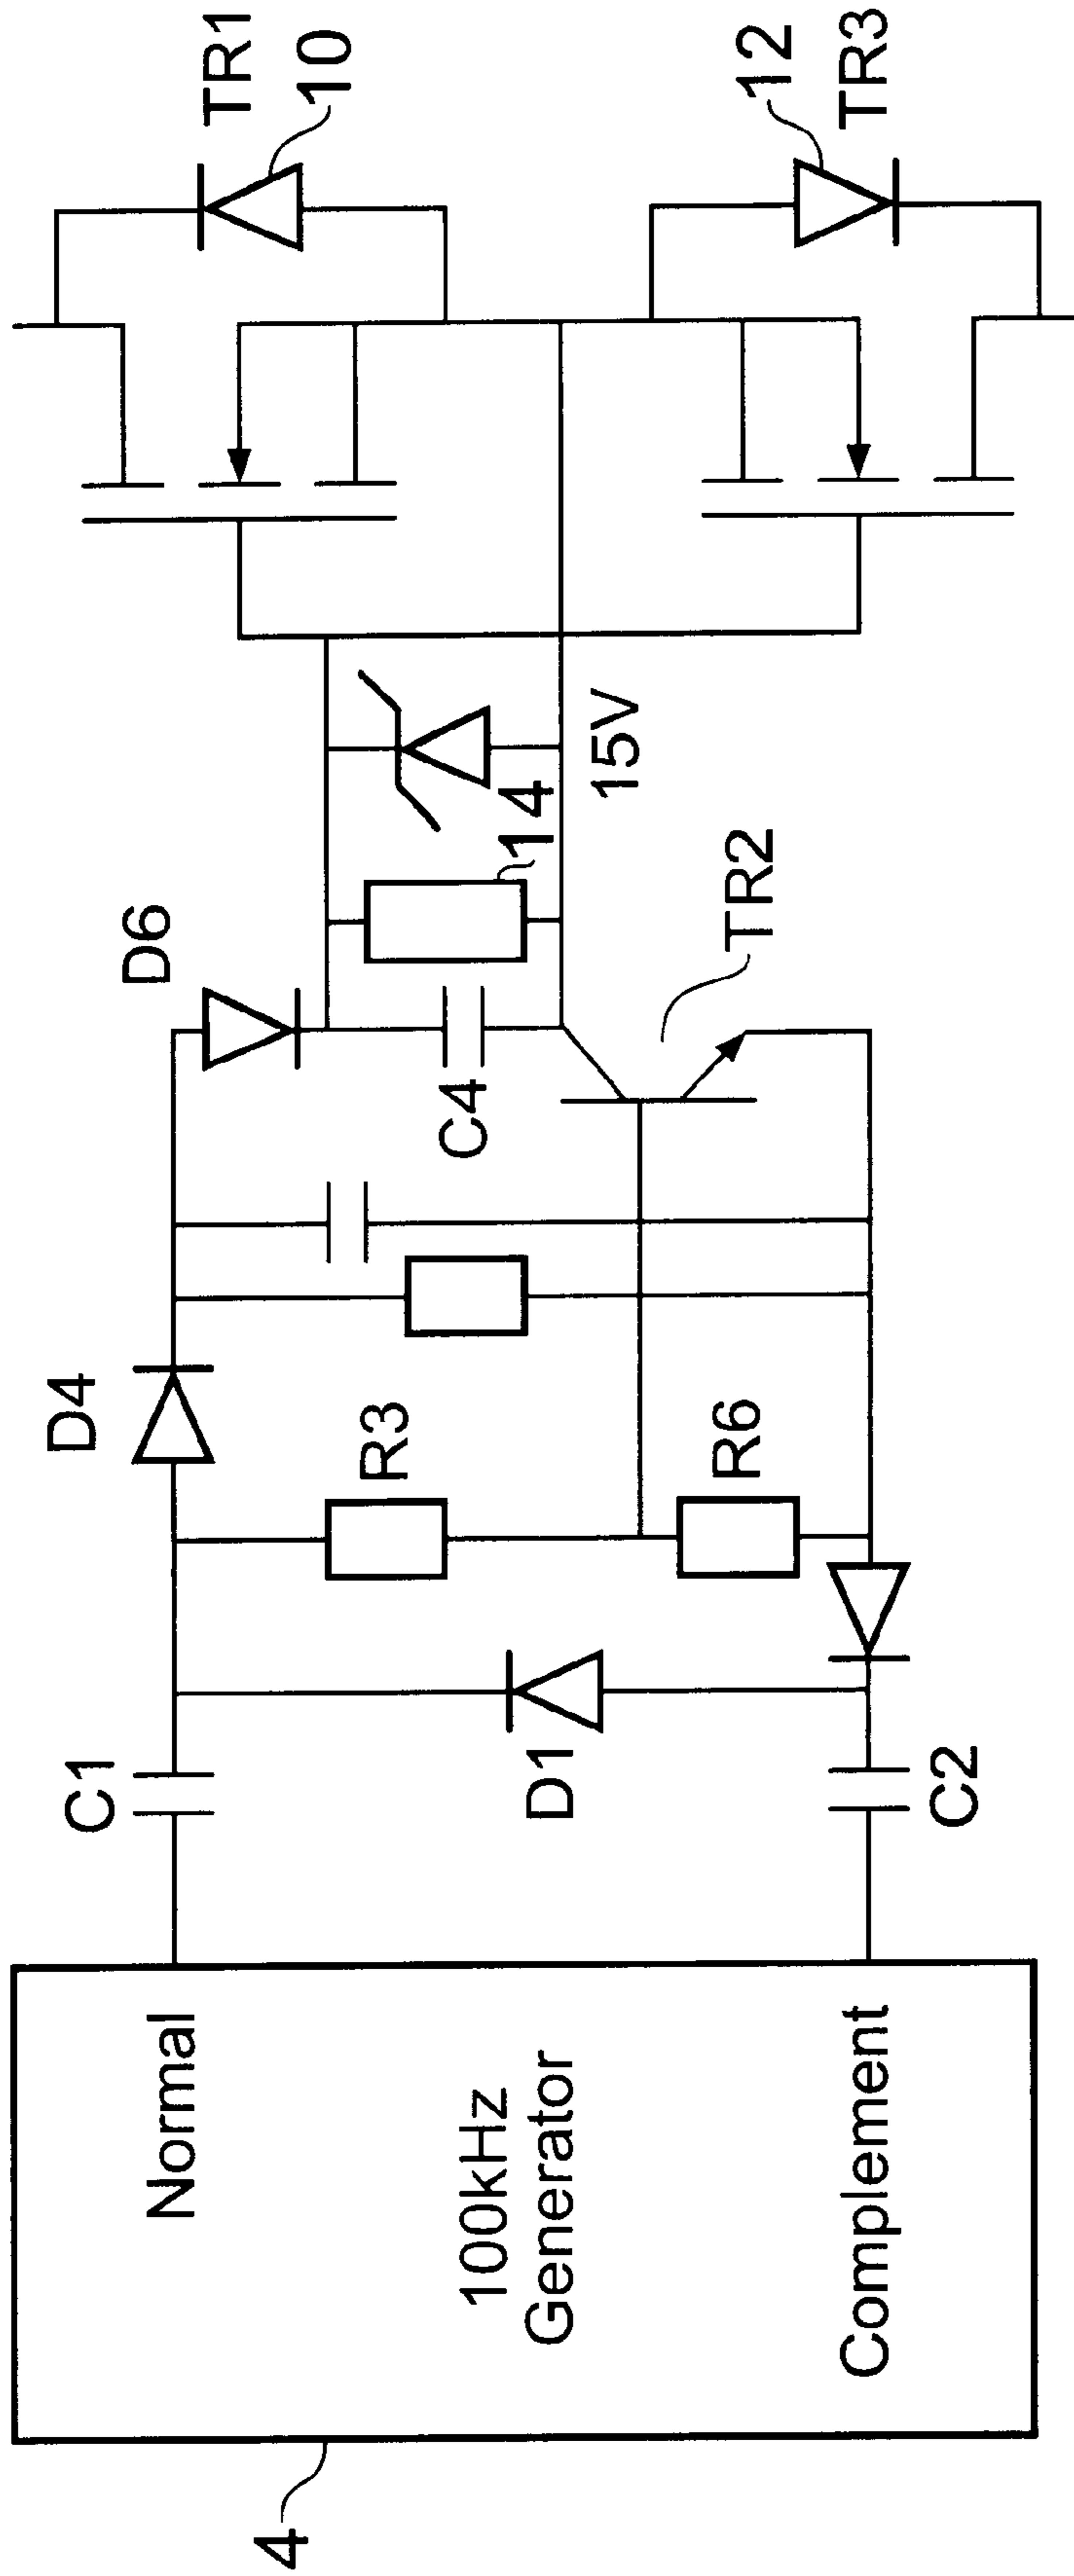 4
Normal
100kHz
Generator
Complement
C1
D1
C2
D4
R3
R6
D6
C4
14
15V
TR2
TR1
10
12
TR3